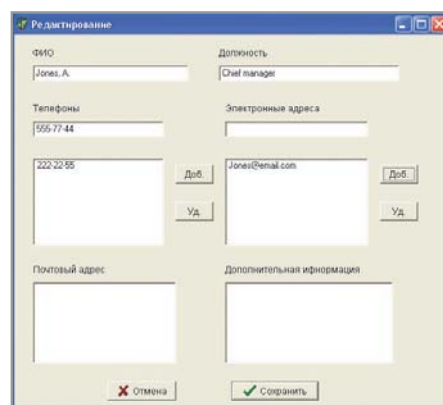 Редактирование
ФИО
Должность
Jones, A.
Chief manager
Телефоны
Электронные адреса
555-77-44
222-22-55
Доб.
Jones@email.com
Доб.
Уд.
Уд.
Почтовый адрес
Дополнительная ифнормация
Отмена
Сохранить